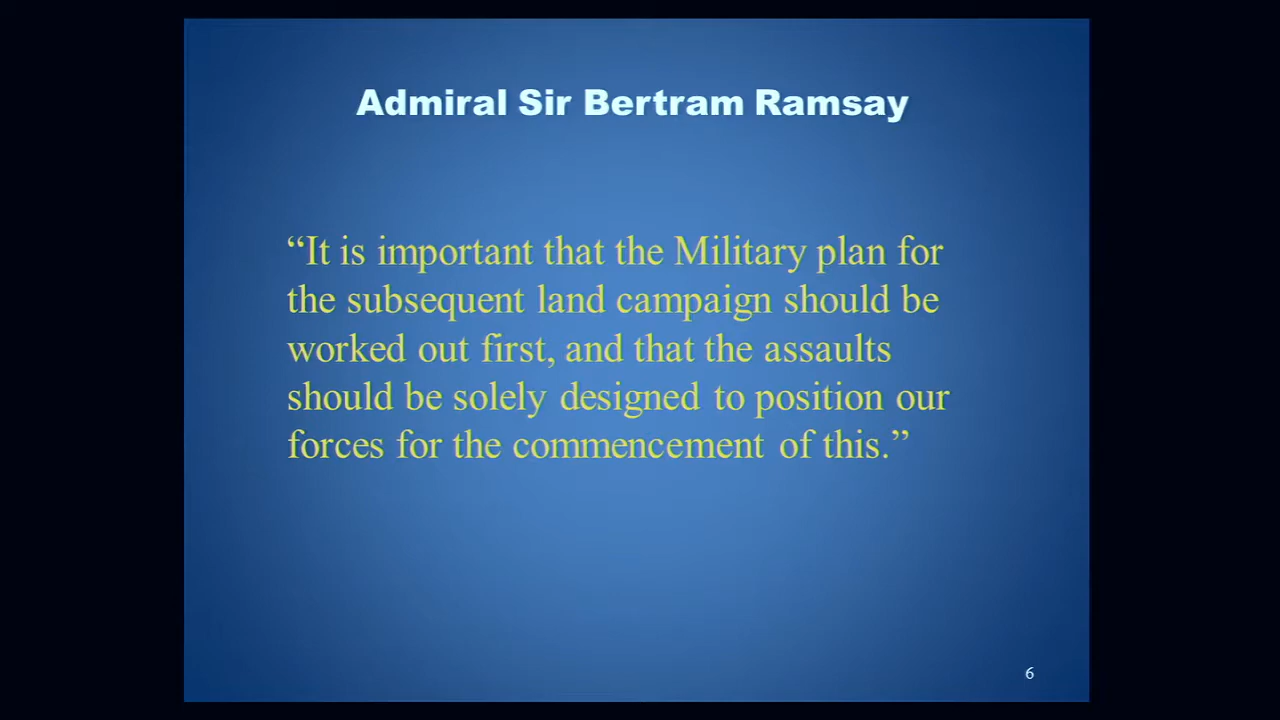 Admiral Sir Bertram Ramsay
“It is important that the Military plan for
the subsequent land campaign should be
worked out first, and that the assaults
should be solely designed to position our
forces for the commencement of this.”
6